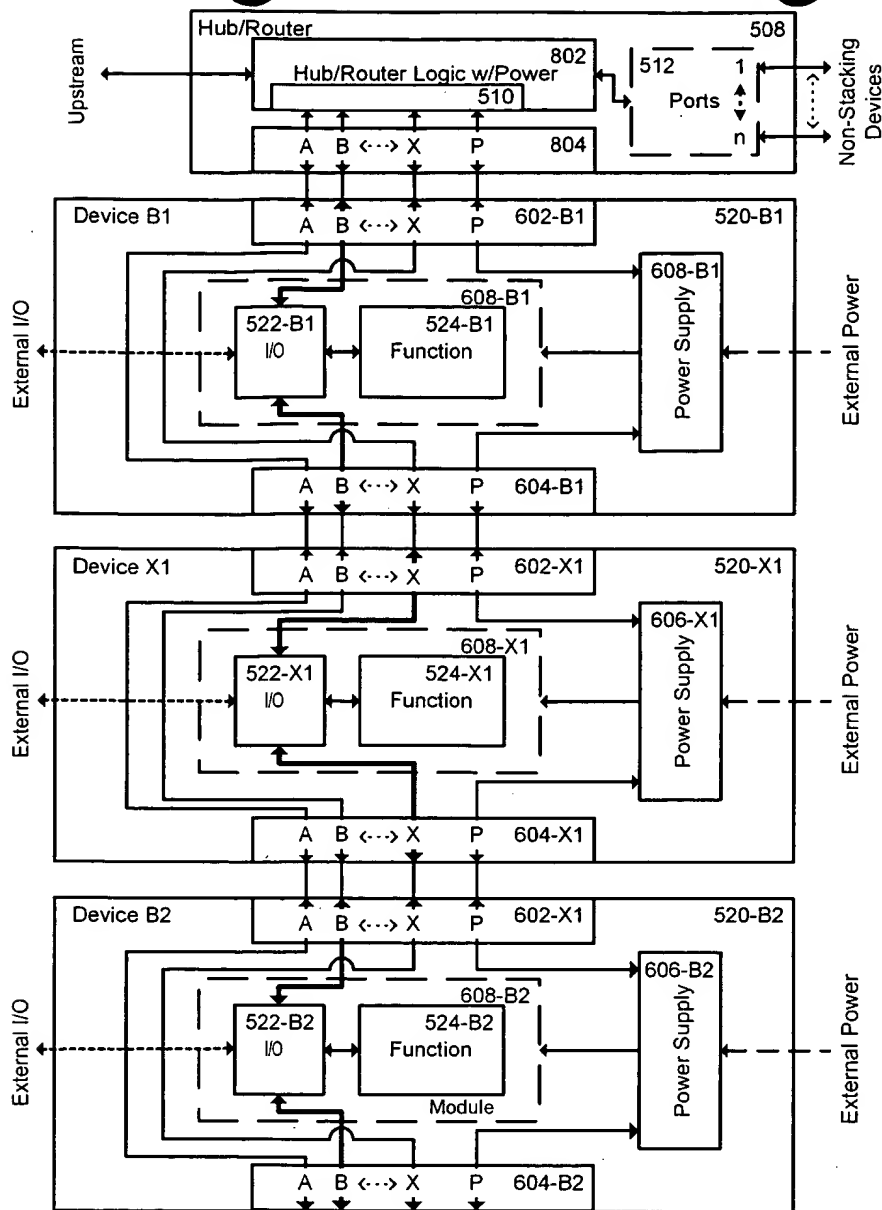 Hub/Router 508
802
Hub/Router Logic w/Power
510
512 1
Ports
n
Upstream
Non-Stacking
Devices
A B <---> X P 804
Device B1
A B <---> X P 602-B1
520-B1
608-B1
608-B1
522-B1
I/O
524-B1
Function
Power Supply
External I/O
External Power
A B <---> X P 604-B1
Device X1
A B <---> X P 602-X1
520-X1
608-X1
606-X1
522-X1
I/O
524-X1
Function
Power Supply
External I/O
External Power
A B <---> X P 604-X1
Device B2
A B <---> X P 602-X1
520-B2
608-B2
606-B2
522-B2
I/O
524-B2
Function
Module
Power Supply
External I/O
External Power
A B <---> X P 604-B2